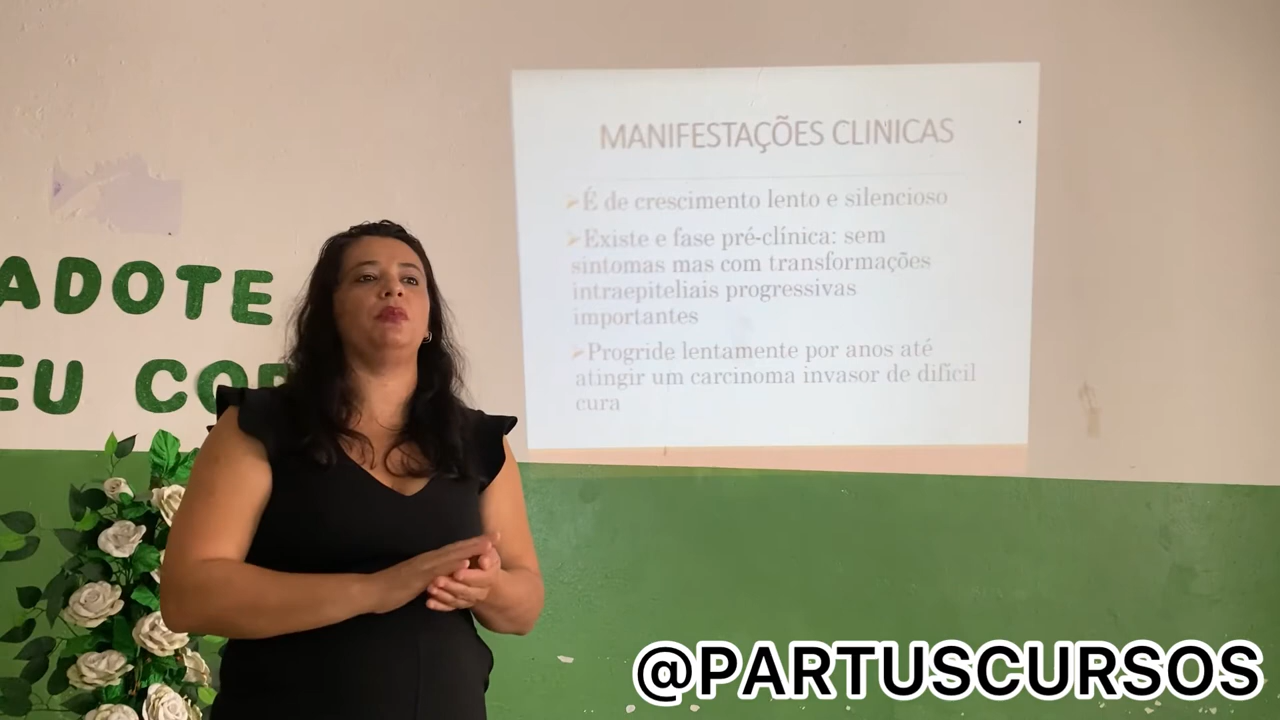 MANIFESTAÇÕES CLINICAS
➢É de crescimento lento e silencioso
➢Existe e fase pré-clínica: sem
sintomas mas com transformações
intraepiteliais progressivas
importantes
➢Progride lentamente por anos até
atingir um carcinoma invasor de difícil
cura
ADOTE
EU COR
@PARTUSCURSOS